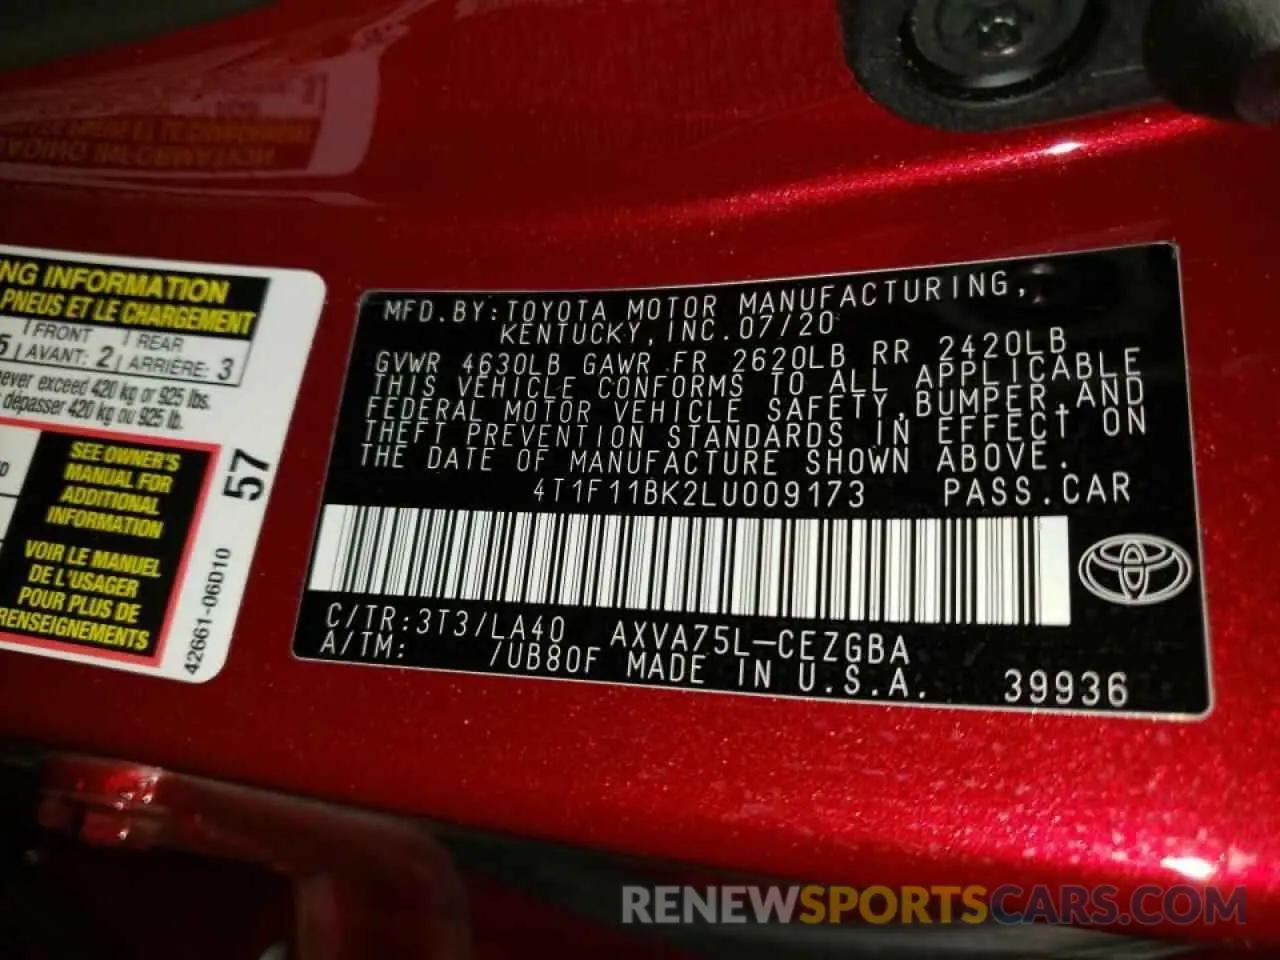 NG INFORMATION
PNEUS ET LE CHARGEMENT
5 FRONT REAR
AVANT: 2 ARRIÈRE: 3
never exceed 420 kg or 925 lbs.
dépasser 420 kg ou 925 lb.
SEE OWNER'S
MANUAL FOR
ADDITIONAL
INFORMATION
VOIR LE MANUEL
DE L'USAGER
POUR PLUS DE
RENSEIGNEMENTS
57
42661-06D10
MFD.BY:TOYOTA MOTOR MANUFACTURING,
KENTUCKY,INC.07/20
GVWR 4630LB GAWR FR 2620LB RR 2420LB
THIS VEHICLE CONFORMS TO ALL APPLICABLE
FEDERAL MOTOR VEHICLE SAFETY,BUMPER,AND
THEFT PREVENTION STANDARDS IN EFFECT ON
THE DATE OF MANUFACTURE SHOWN ABOVE.
4T1F11BK2LU009173 PASS.CAR
C/TR:3T3/LA40 AXVA75L-CEZGBA
A/TM: /UB80F MADE IN U.S.A. 39936
RENEWSPORTSCARS.COM